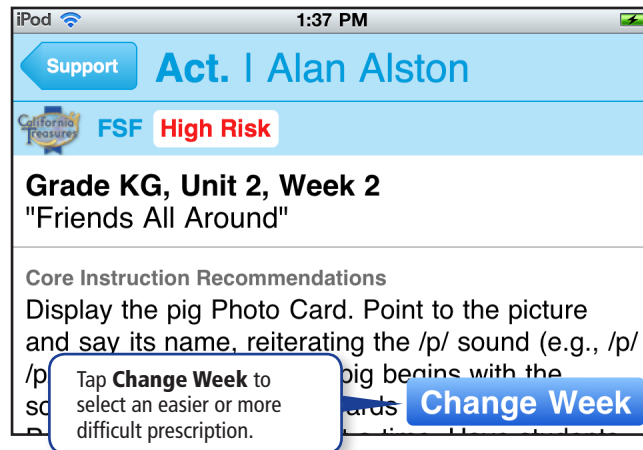 iPod 1:37 PM
Support Act. | Alan Alston
California Treasures FSF High Risk
Grade KG, Unit 2, Week 2
"Friends All Around"
Core Instruction Recommendations
Display the pig Photo Card. Point to the picture
and say its name, reiterating the /p/ sound (e.g., /p/
/p pig begins with the
Tap Change Week to
select an easier or more
difficult prescription.
Change Week